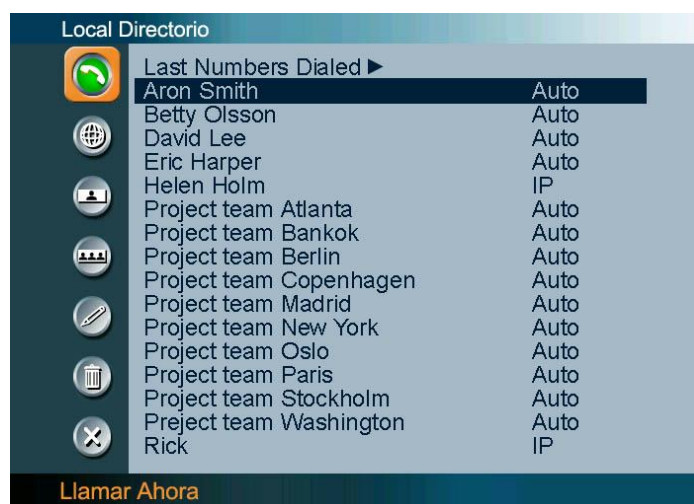 Local Directorio
Last Numbers Dialed ►
Aron Smith Auto
Betty Olsson Auto
David Lee Auto
Eric Harper Auto
Helen Holm IP
Project team Atlanta Auto
Project team Bankok Auto
Project team Berlin Auto
Project team Copenhagen Auto
Project team Madrid Auto
Project team New York Auto
Project team Oslo Auto
Project team Paris Auto
Project team Stockholm Auto
Preject team Washington Auto
Rick IP
Llamar Ahora